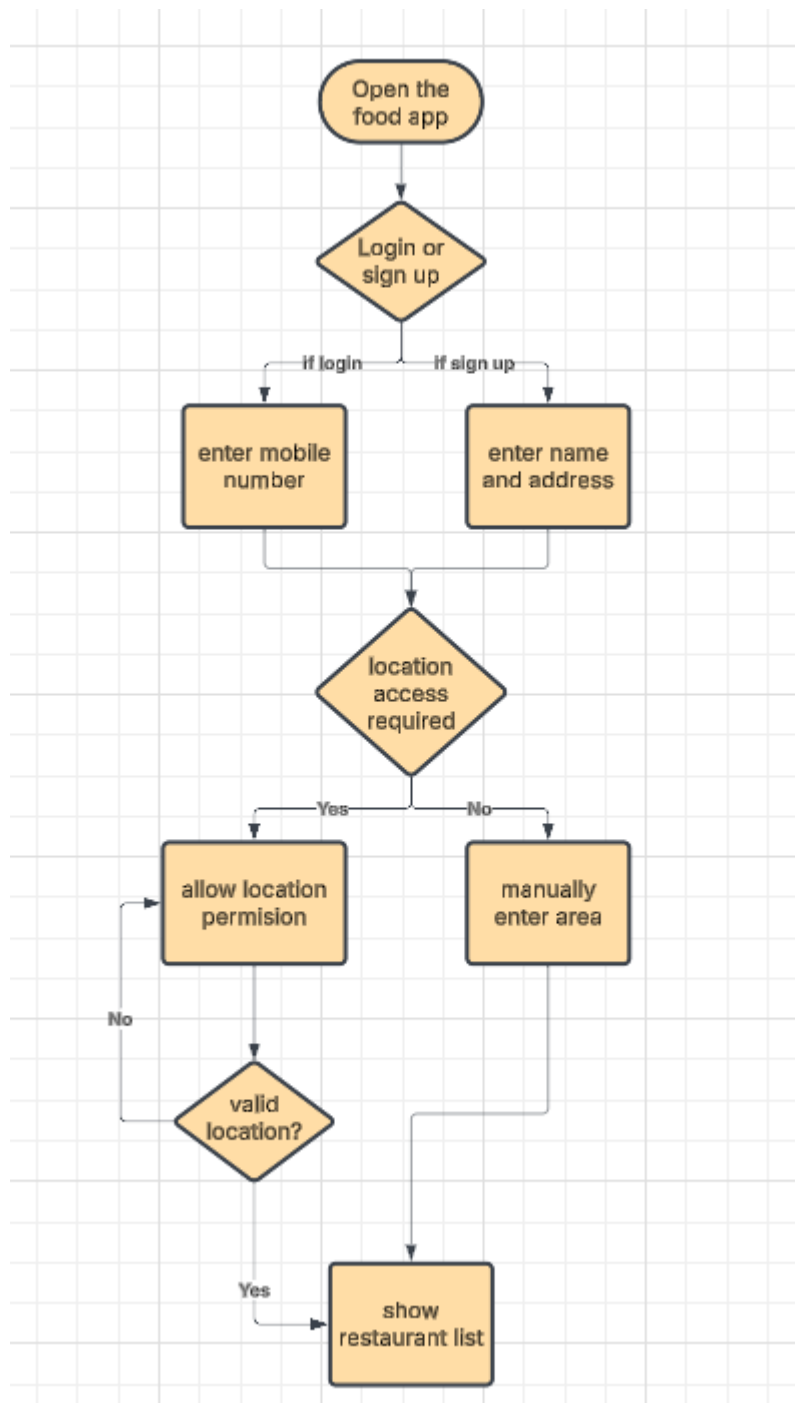 Open the
food app
Login or
sign up
if login
if sign up
enter mobile
number
enter name
and address
location
access
required
Yes
No
allow location
permision
manually
enter area
No
valid
location?
Yes
show
restaurant list